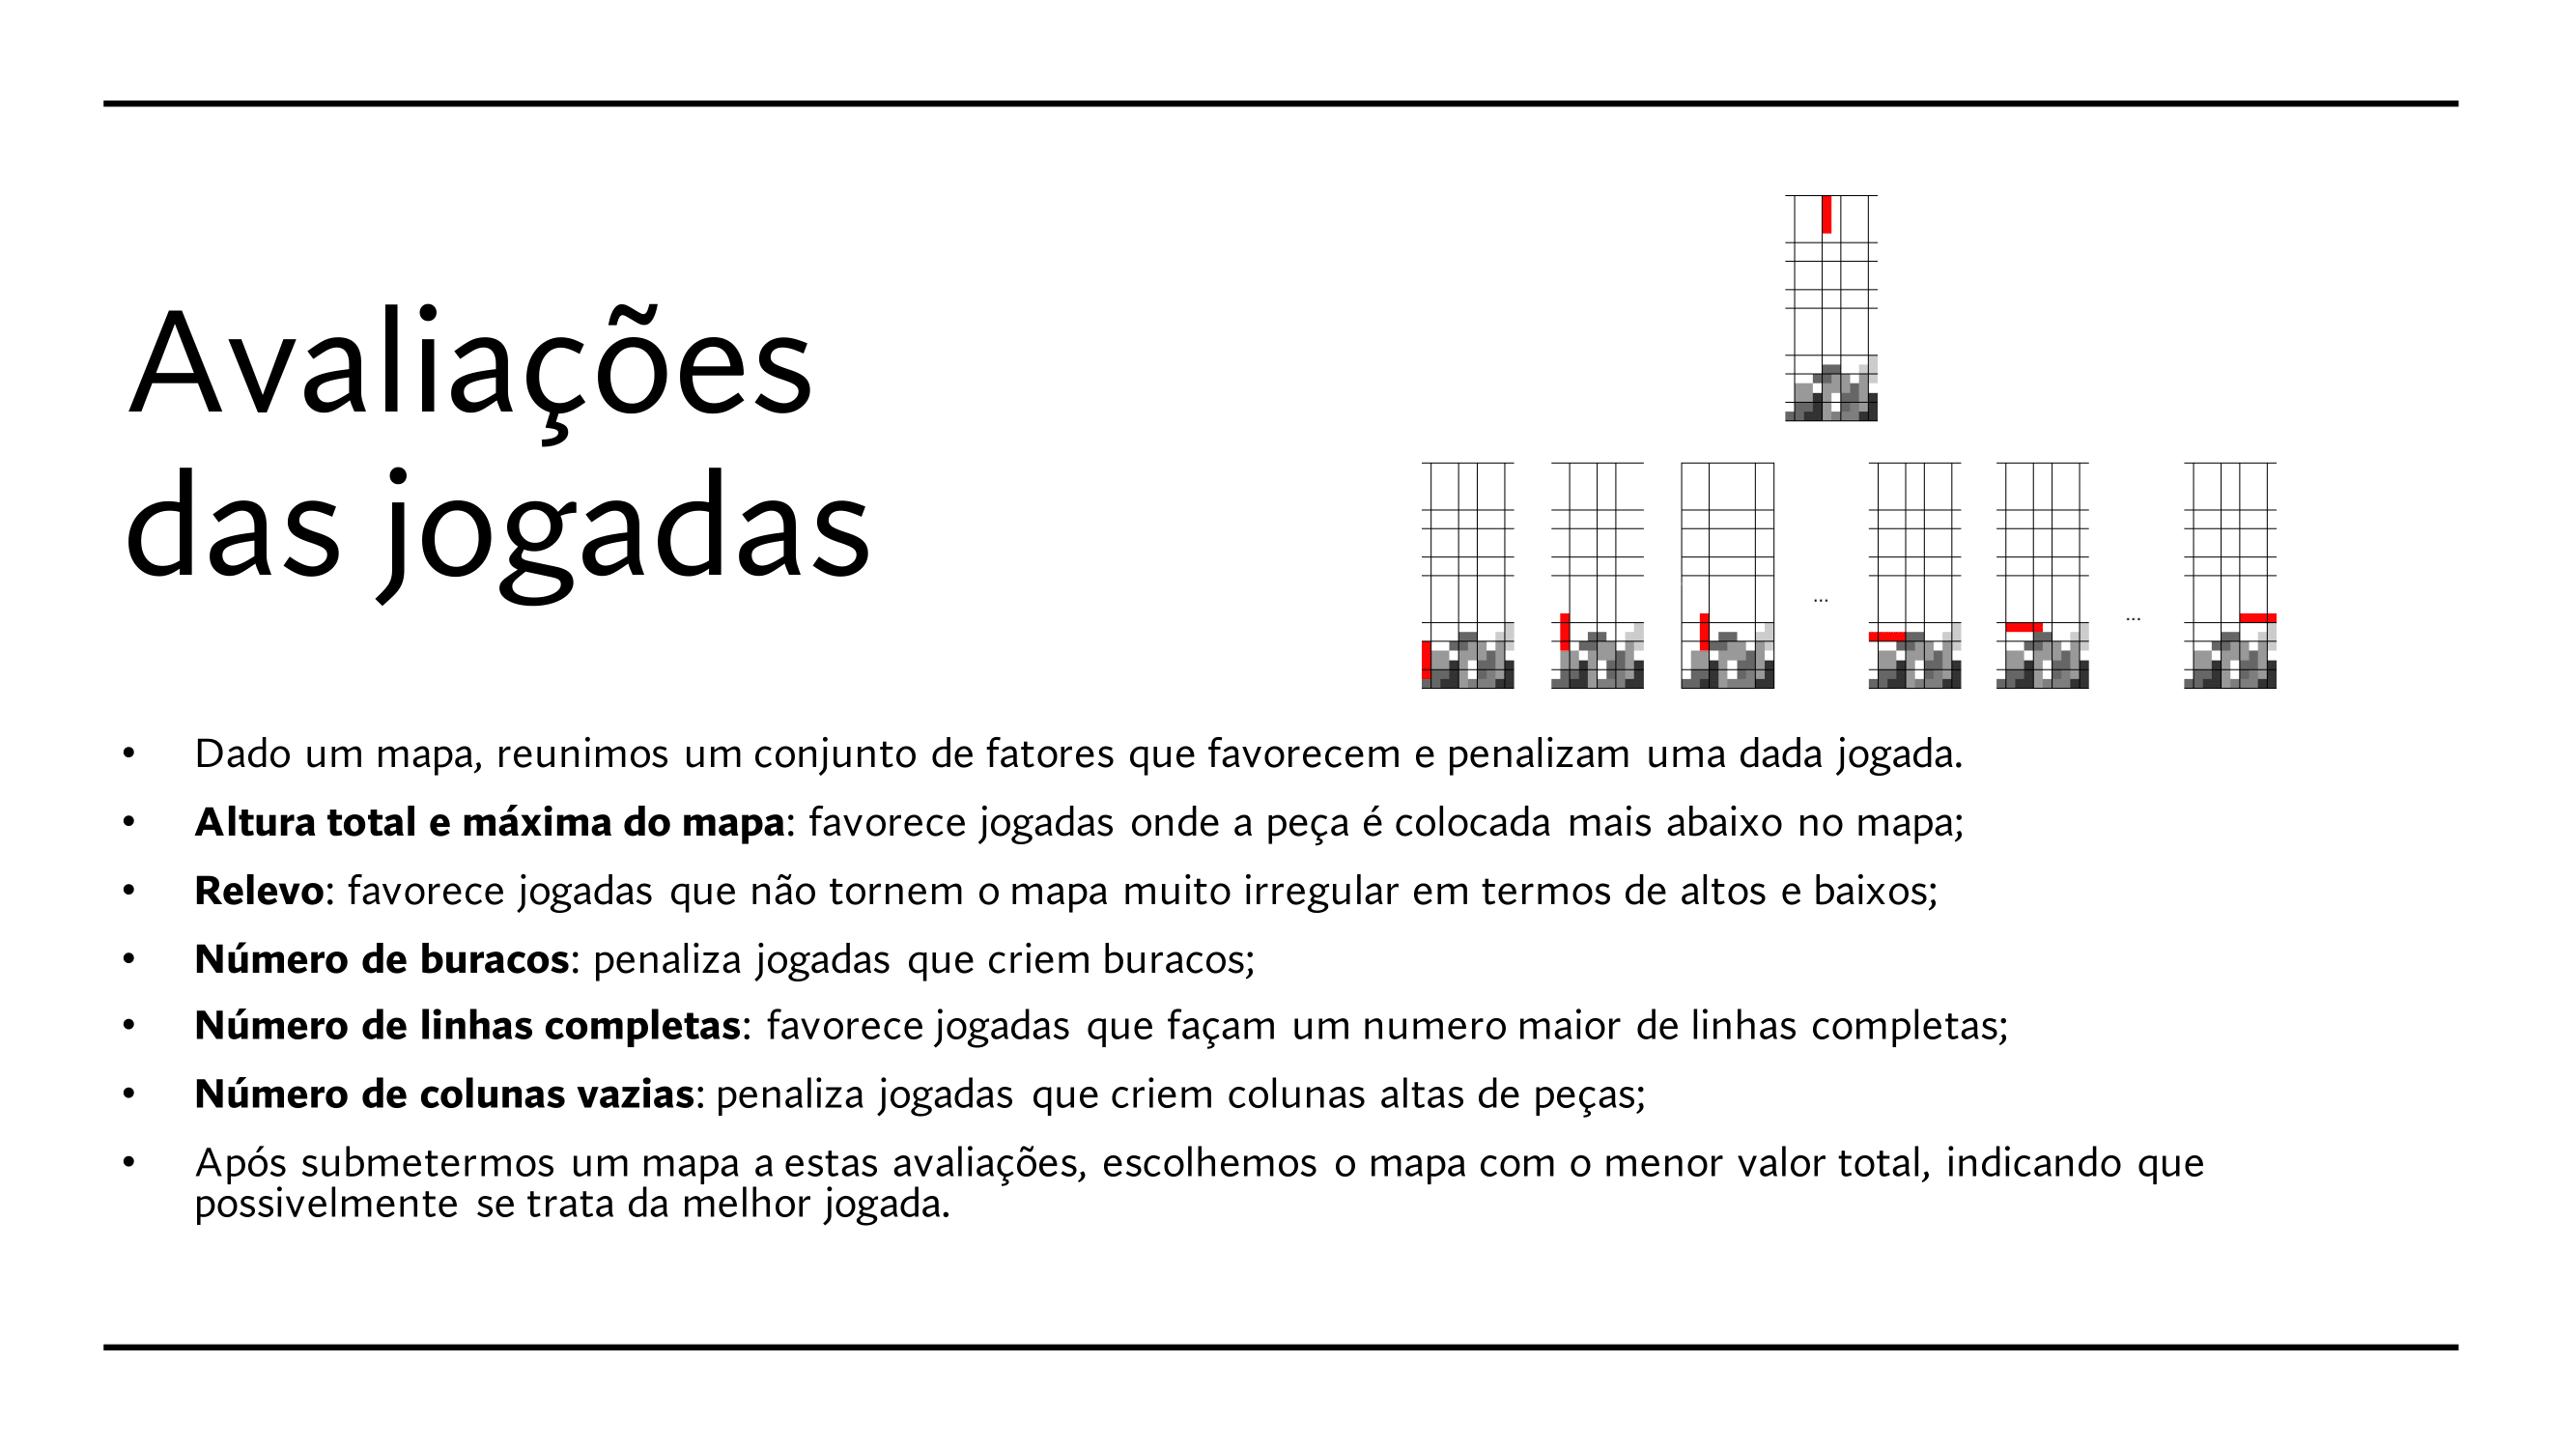 Avaliações
das jogadas
...
...
• Dado um mapa, reunimos um conjunto de fatores que favorecem e penalizam uma dada jogada.
• Altura total e máxima do mapa: favorece jogadas onde a peça é colocada mais abaixo no mapa;
• Relevo: favorece jogadas que não tornem o mapa muito irregular em termos de altos e baixos;
• Número de buracos: penaliza jogadas que criem buracos;
• Número de linhas completas: favorece jogadas que façam um numero maior de linhas completas;
• Número de colunas vazias: penaliza jogadas que criem colunas altas de peças;
• Após submetermos um mapa a estas avaliações, escolhemos o mapa com o menor valor total, indicando que
possivelmente se trata da melhor jogada.